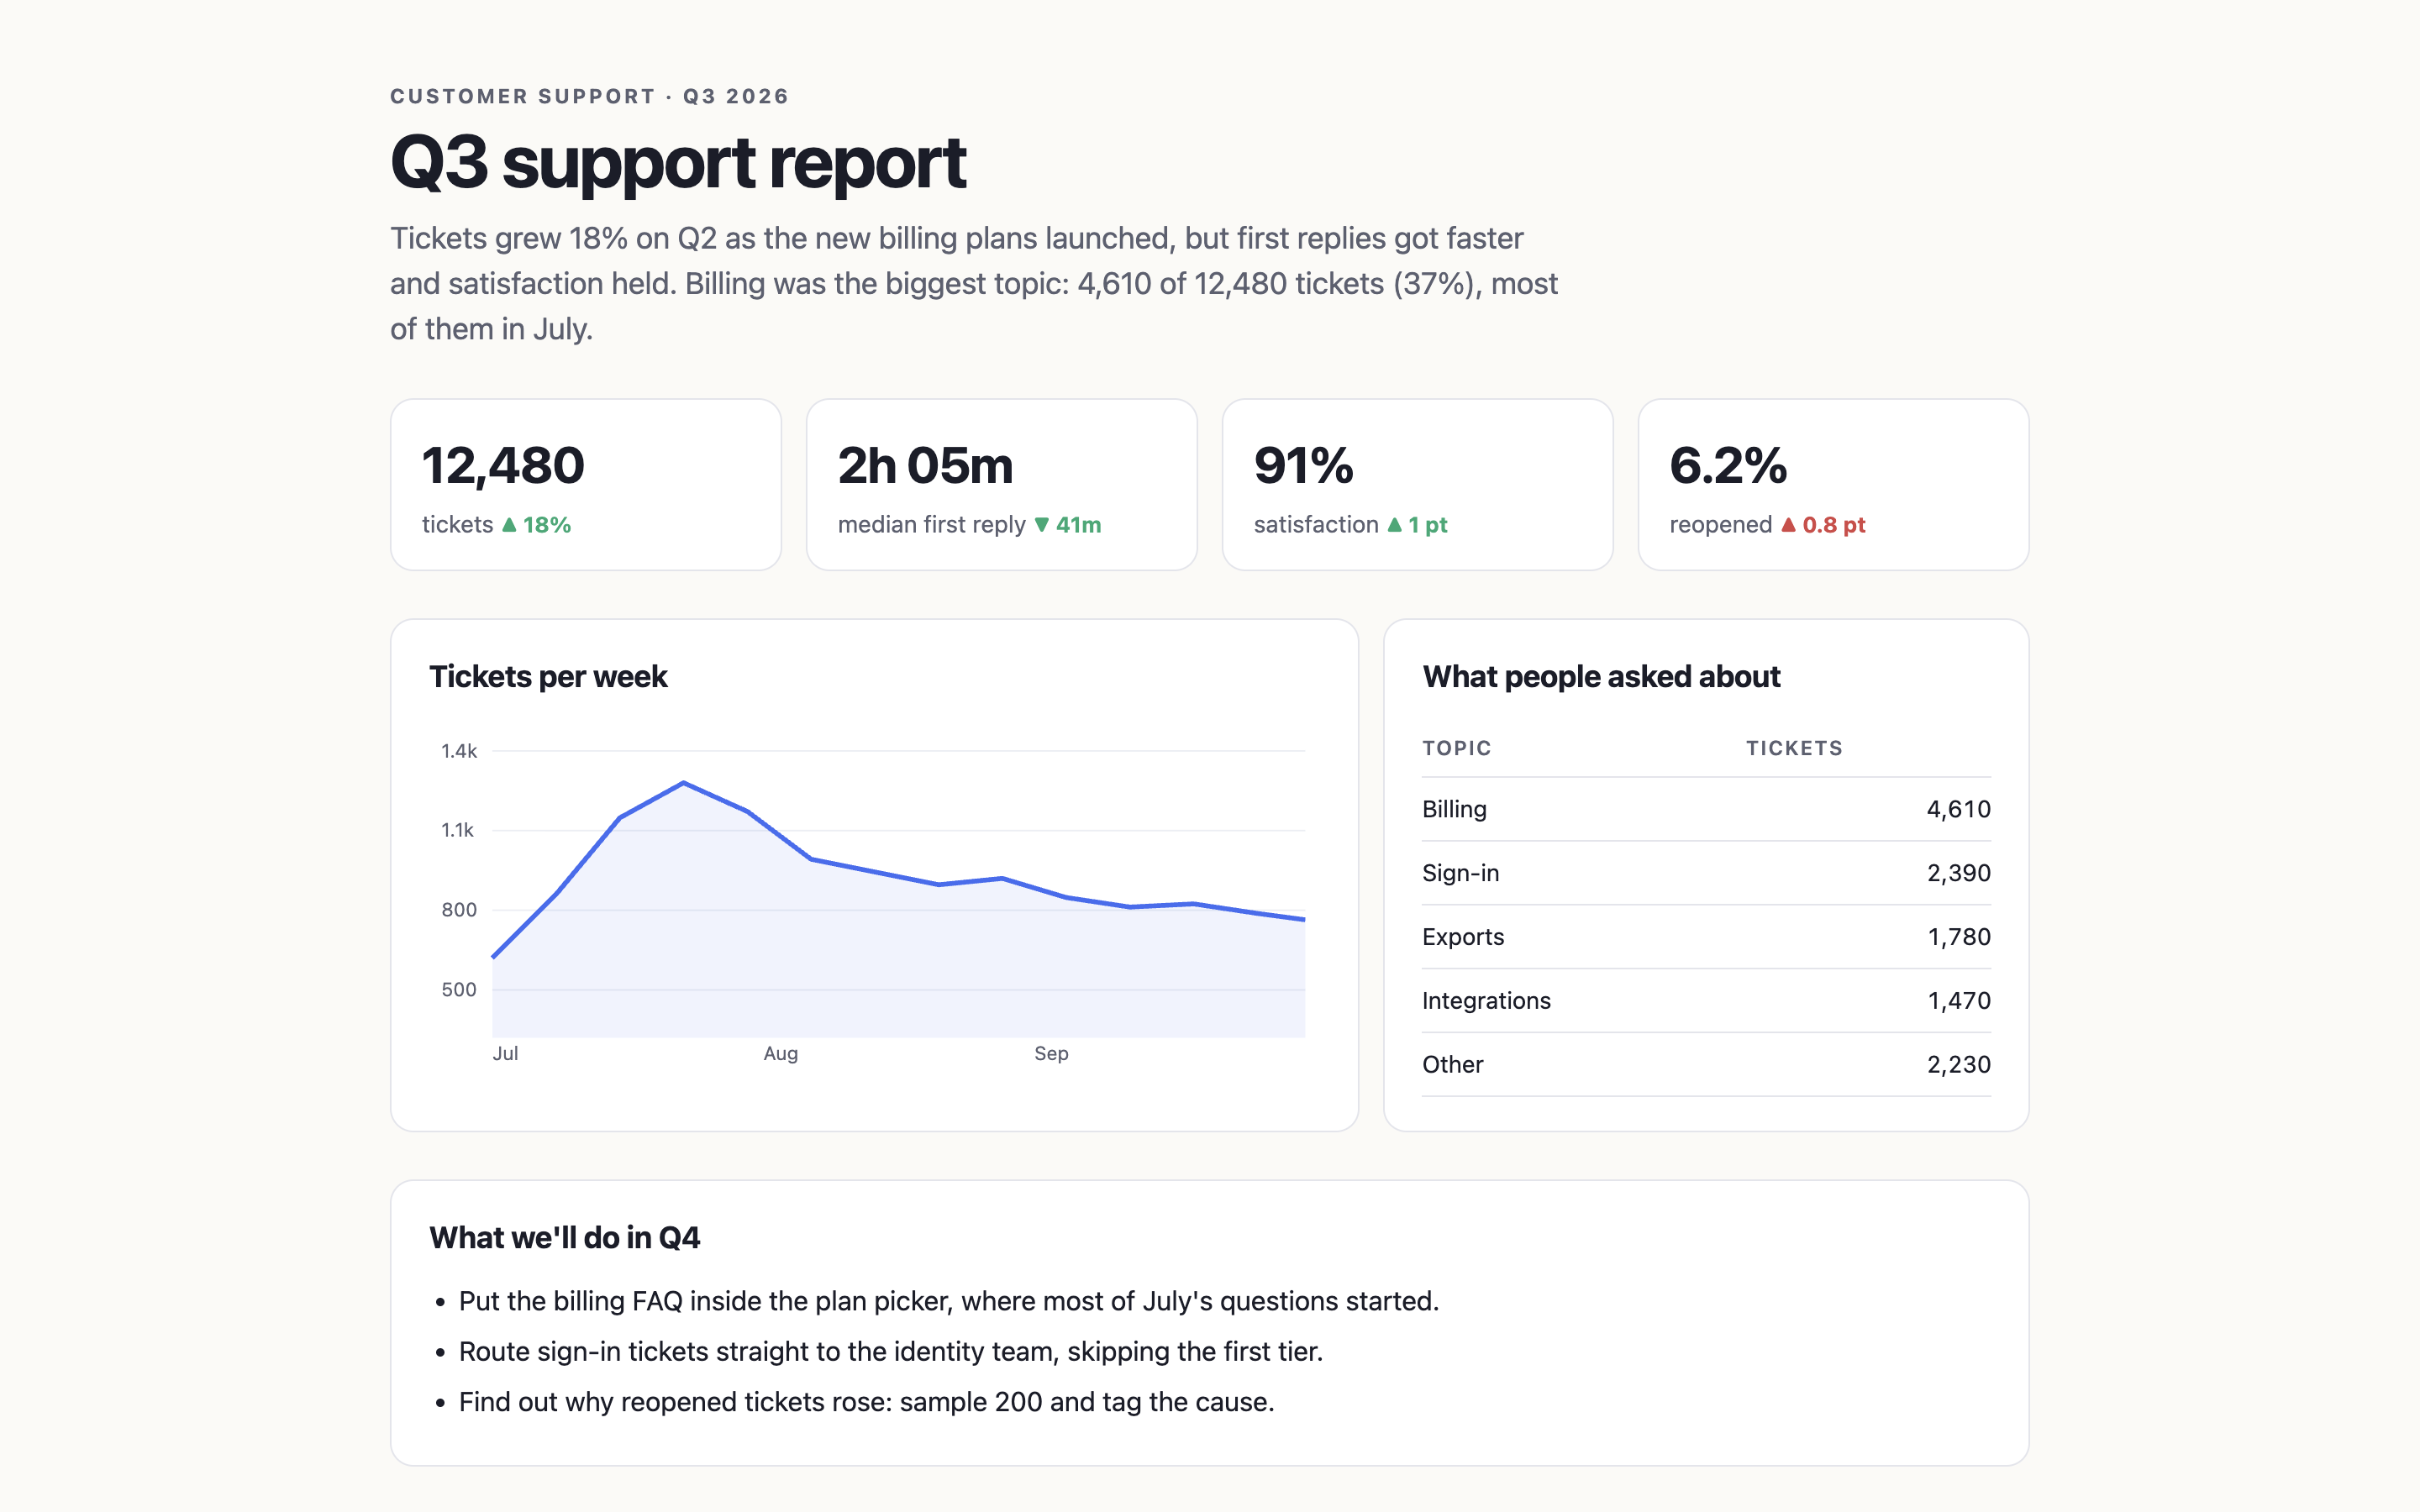 CUSTOMER SUPPORT · Q3 2026
Q3 support report
Tickets grew 18% on Q2 as the new billing plans launched, but first replies got faster
and satisfaction held. Billing was the biggest topic: 4,610 of 12,480 tickets (37%), most
of them in July.
12,480
tickets ▲ 18%
2h 05m
median first reply ▼ 41m
91%
satisfaction ▲ 1 pt
6.2%
reopened ▲ 0.8 pt
Tickets per week
1.4k
1.1k
800
500
Jul Aug Sep
What people asked about
TOPIC TICKETS
Billing 4,610
Sign-in 2,390
Exports 1,780
Integrations 1,470
Other 2,230
What we'll do in Q4
• Put the billing FAQ inside the plan picker, where most of July's questions started.
• Route sign-in tickets straight to the identity team, skipping the first tier.
• Find out why reopened tickets rose: sample 200 and tag the cause.